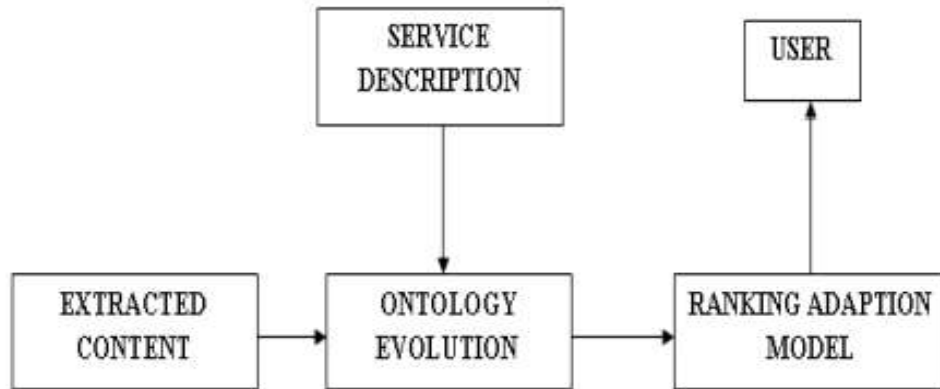 SERVICE
DESCRIPTION
USER
EXTRACTED
CONTENT
ONTOLOGY
EVOLUTION
RANKING ADAPTION
MODEL